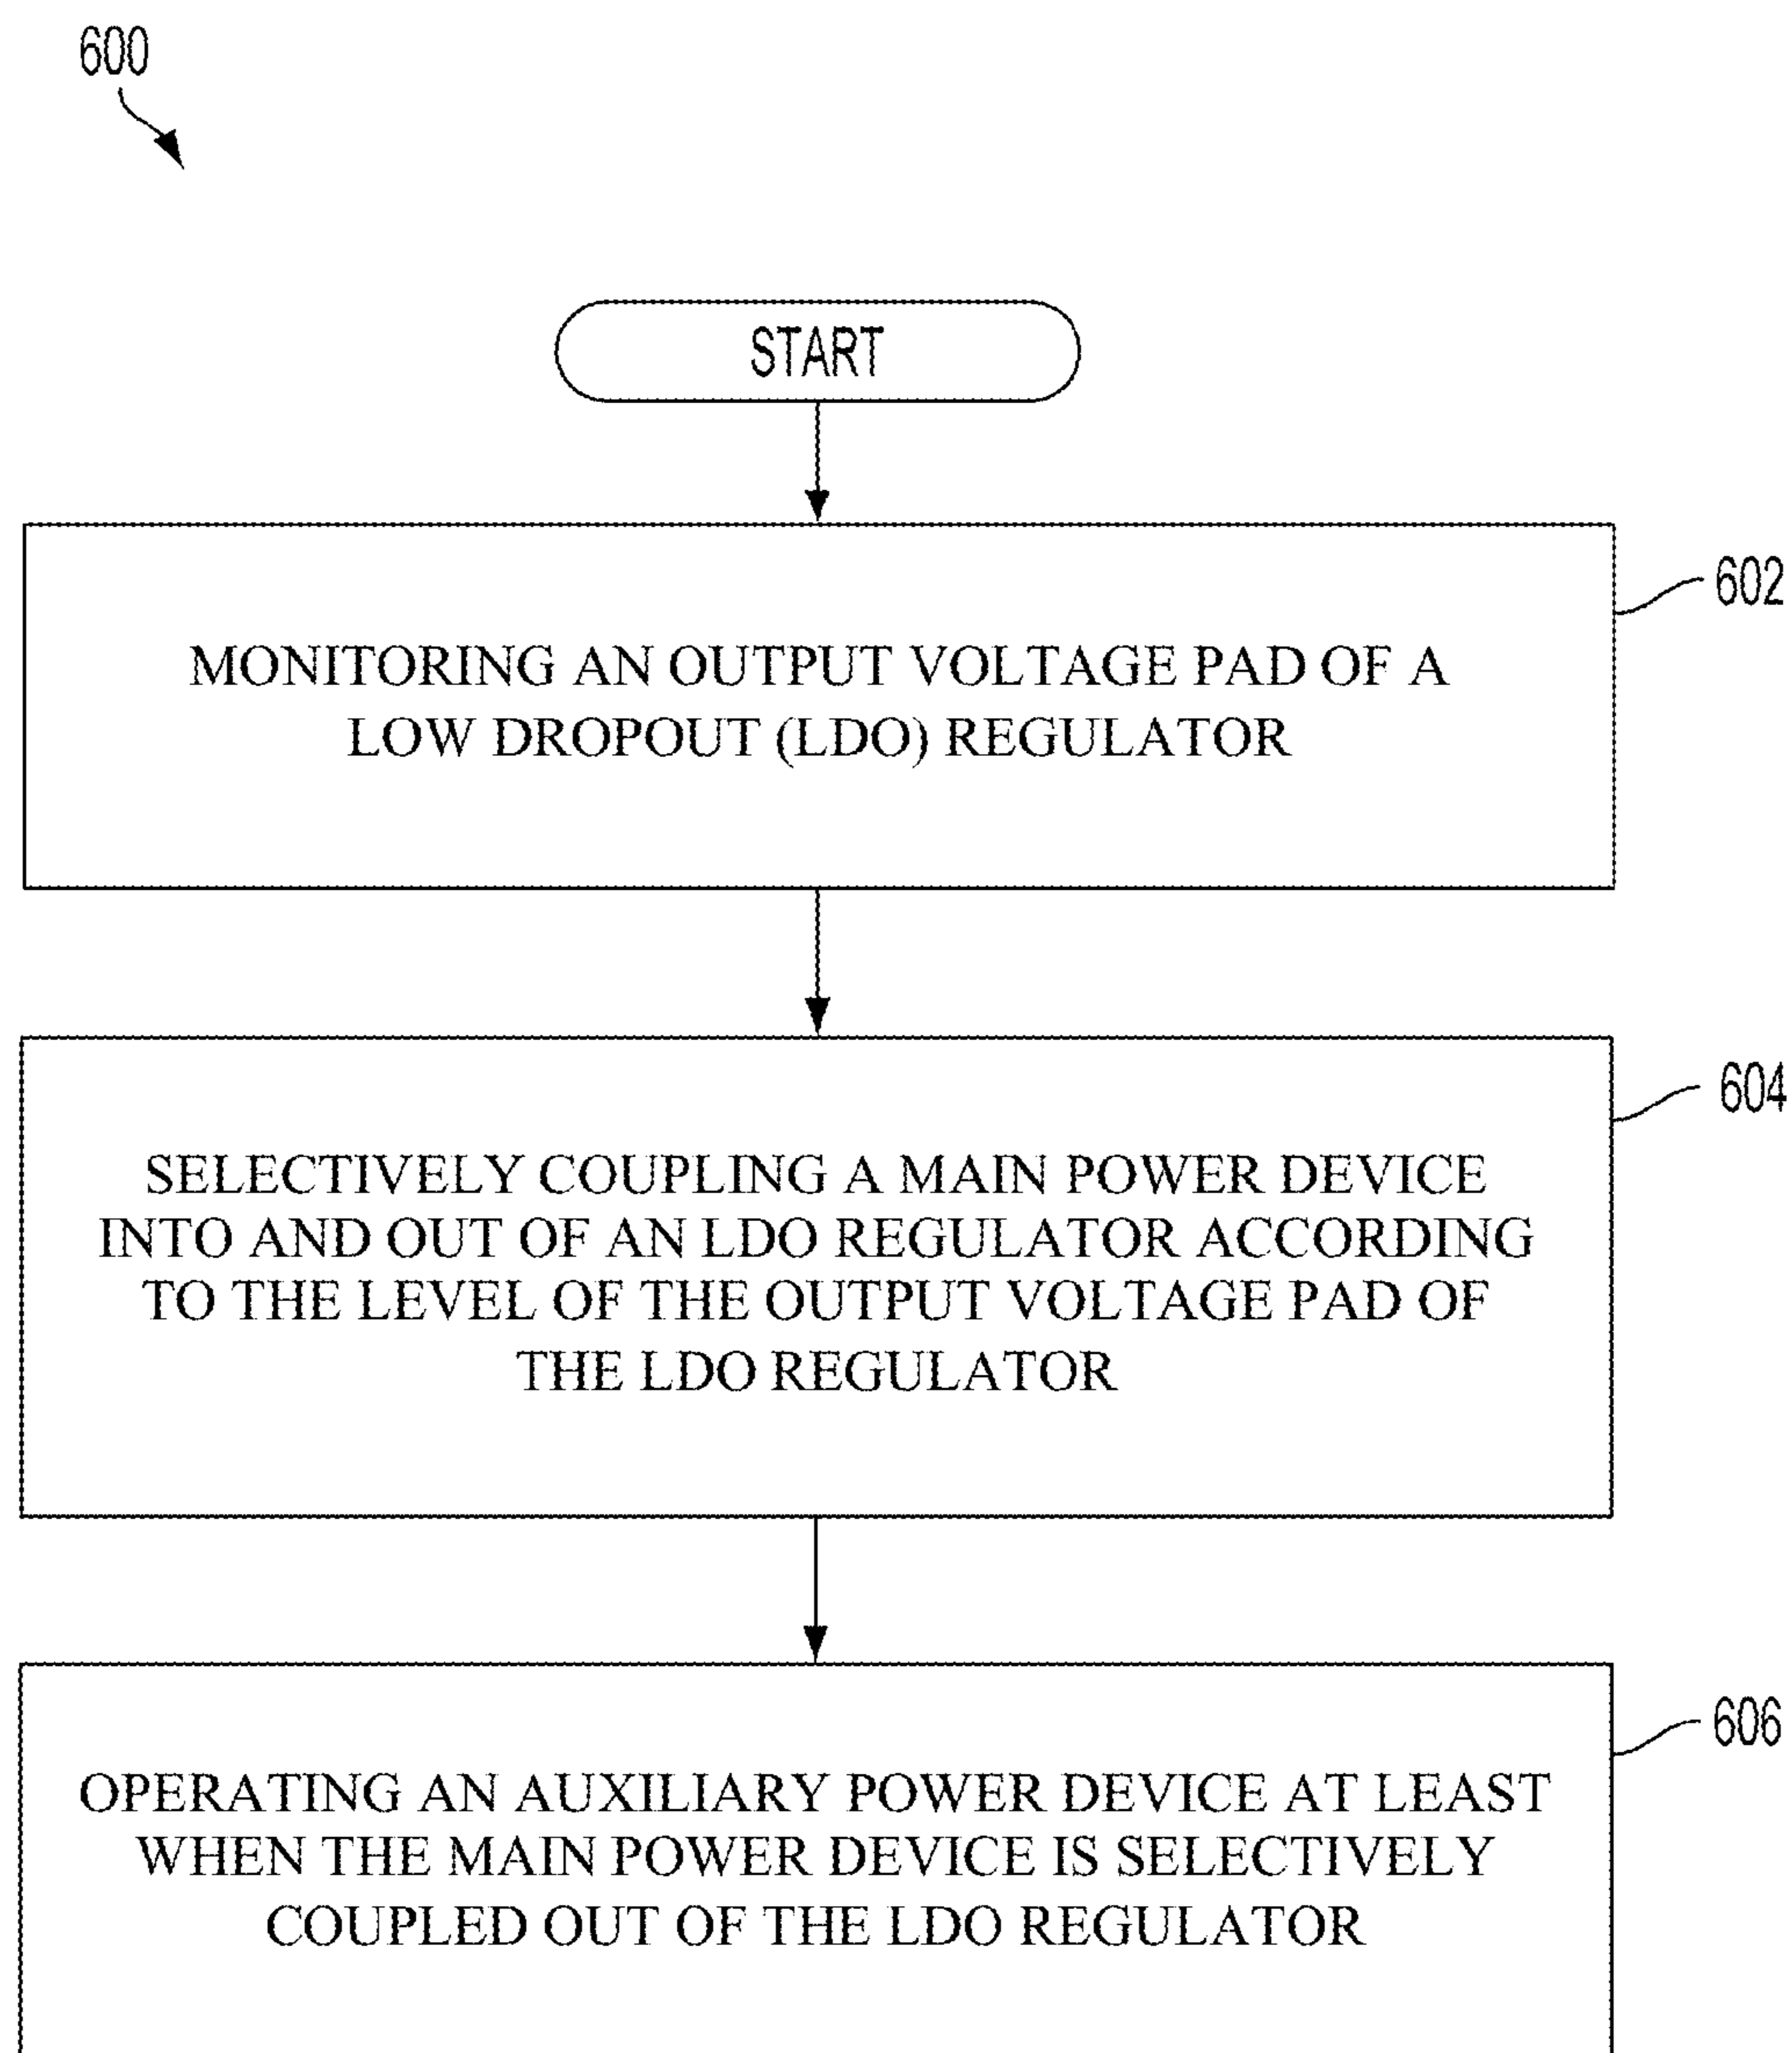 600
START
602
MONITORING AN OUTPUT VOLTAGE PAD OF A
LOW DROPOUT (LDO) REGULATOR
604
SELECTIVELY COUPLING A MAIN POWER DEVICE
INTO AND OUT OF AN LDO REGULATOR ACCORDING
TO THE LEVEL OF THE OUTPUT VOLTAGE PAD OF
THE LDO REGULATOR
606
OPERATING AN AUXILIARY POWER DEVICE AT LEAST
WHEN THE MAIN POWER DEVICE IS SELECTIVELY
COUPLED OUT OF THE LDO REGULATOR